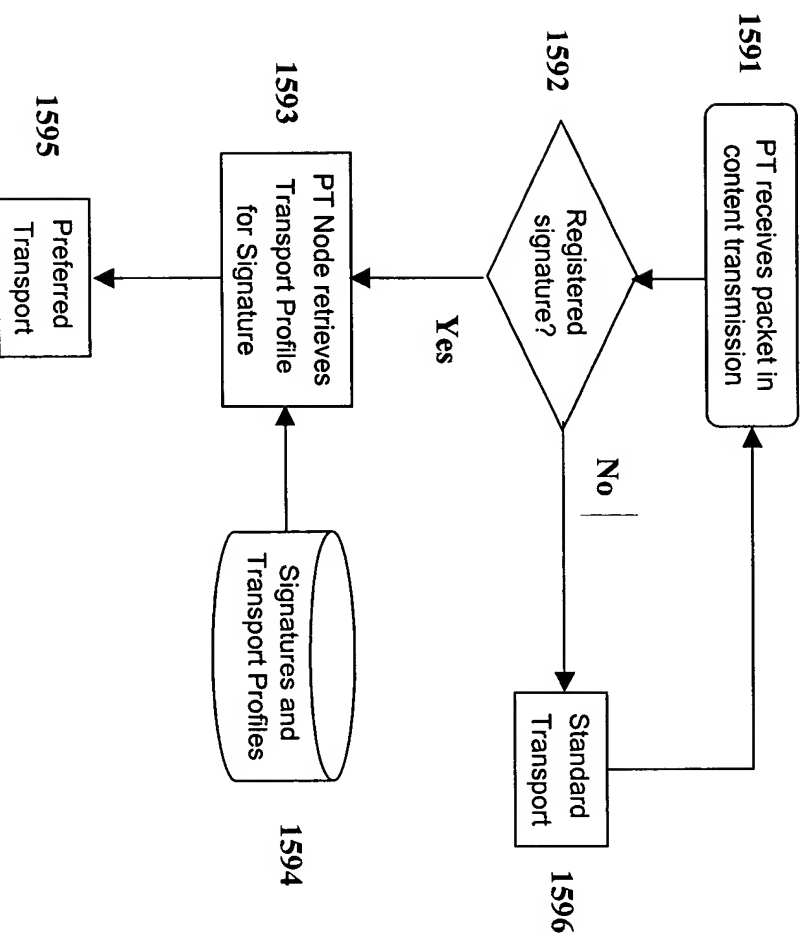 1591
PT receives packet in
content transmission
1592
Registered
signature?
No
Standard
Transport
1596
Yes
1593
PT Node retrieves
Transport Profile
for Signature
Signatures and
Transport Profiles
1594
1595
Preferred
Transport